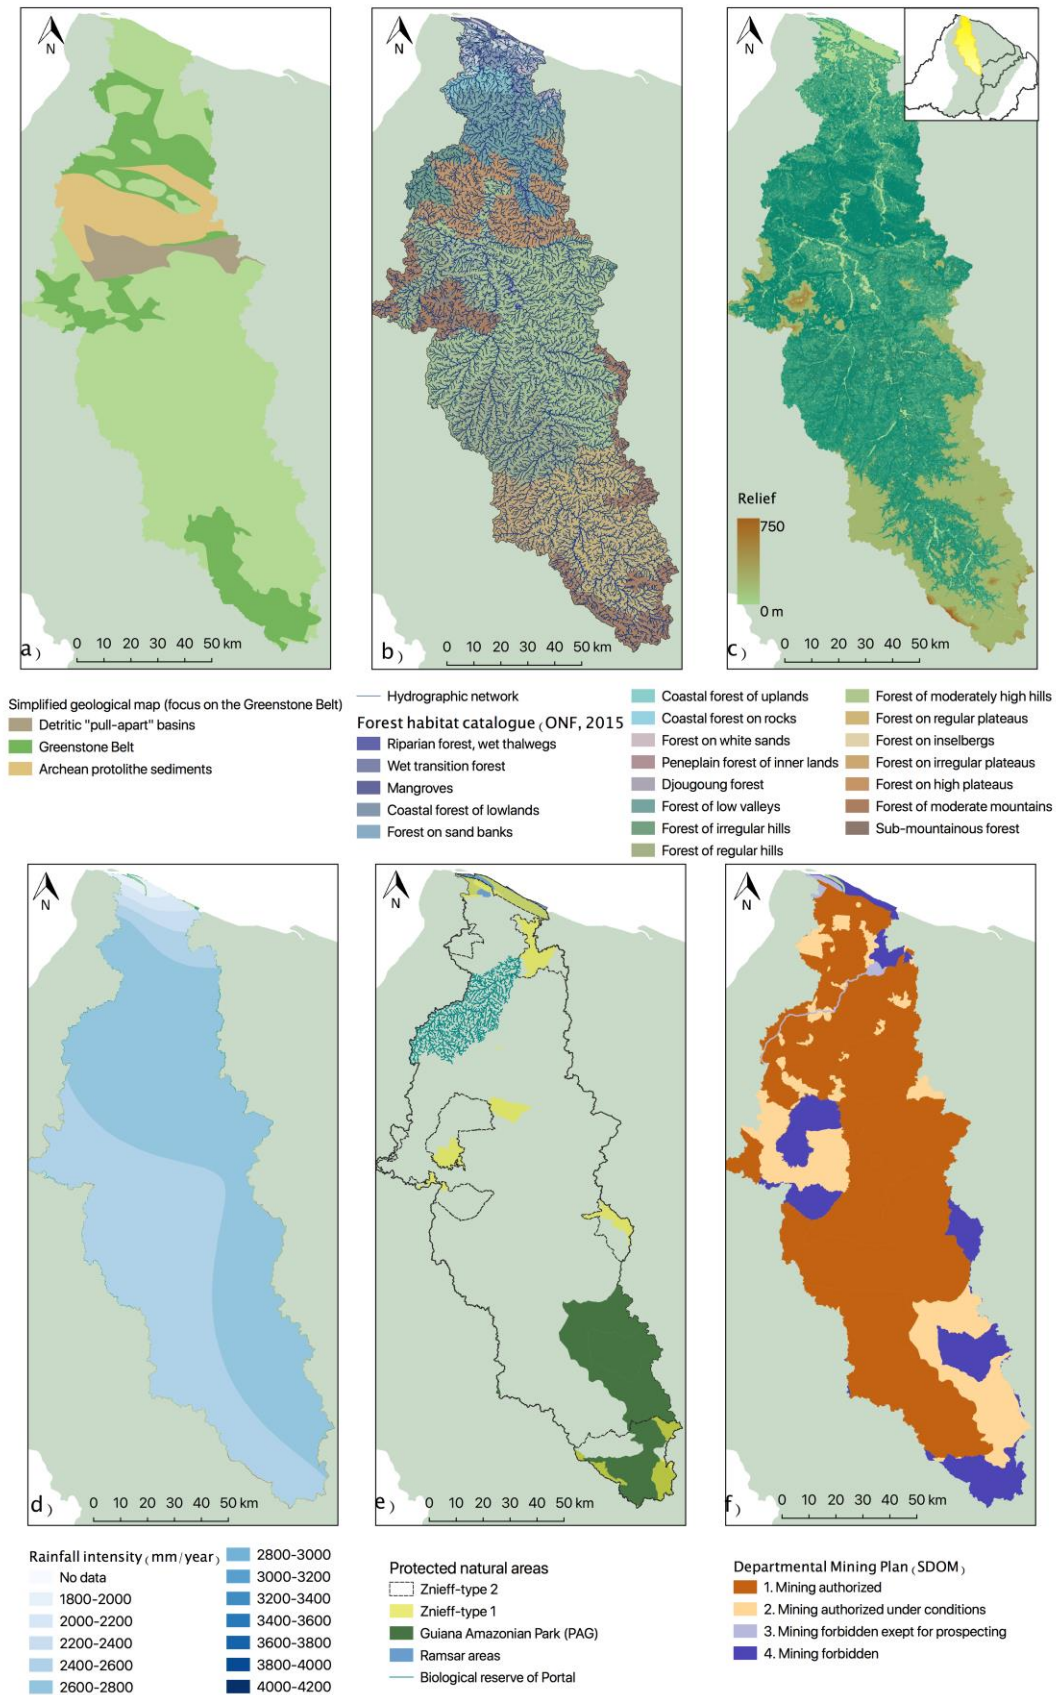 N
N
N
Relief
750
0 m
a)
0 10 20 30 40 50 km
b)
0 10 20 30 40 50 km
c)
0 10 20 30 40 50 km
Simplified geological map (focus on the Greenstone Belt)
Detritic "pull-apart" basins
Greenstone Belt
Archean protolithe sediments
Hydrographic network
Forest habitat catalogue (ONF, 2015
Riparian forest, wet thalwegs
Wet transition forest
Mangroves
Coastal forest of lowlands
Forest on sand banks
Coastal forest of uplands
Coastal forest on rocks
Forest on white sands
Peneplain forest of inner lands
Djougoung forest
Forest of low valleys
Forest of irregular hills
Forest of regular hills
Forest of moderately high hills
Forest on regular plateaus
Forest on inselbergs
Forest on irregular plateaus
Forest on high plateaus
Forest of moderate mountains
Sub-mountainous forest
N
N
N
d)
0 10 20 30 40 50 km
e)
0 10 20 30 40 50 km
f)
0 10 20 30 40 50 km
Rainfall intensity (mm/year)
No data
1800-2000
2000-2200
2200-2400
2400-2600
2600-2800
2800-3000
3000-3200
3200-3400
3400-3600
3600-3800
3800-4000
4000-4200
Protected natural areas
Znieff-type 2
Znieff-type 1
Guiana Amazonian Park (PAG)
Ramsar areas
Biological reserve of Portal
Departmental Mining Plan (SDOM)
1. Mining authorized
2. Mining authorized under conditions
3. Mining forbidden exept for prospecting
4. Mining forbidden